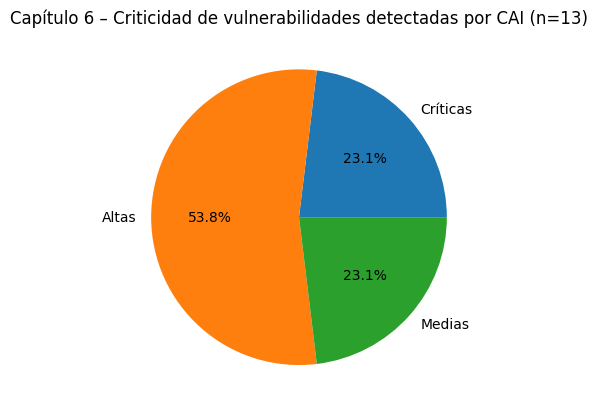 Capítulo 6 – Criticidad de vulnerabilidades detectadas por CAI (n=13)
Críticas
23.1%
Altas
53.8%
23.1%
Medias